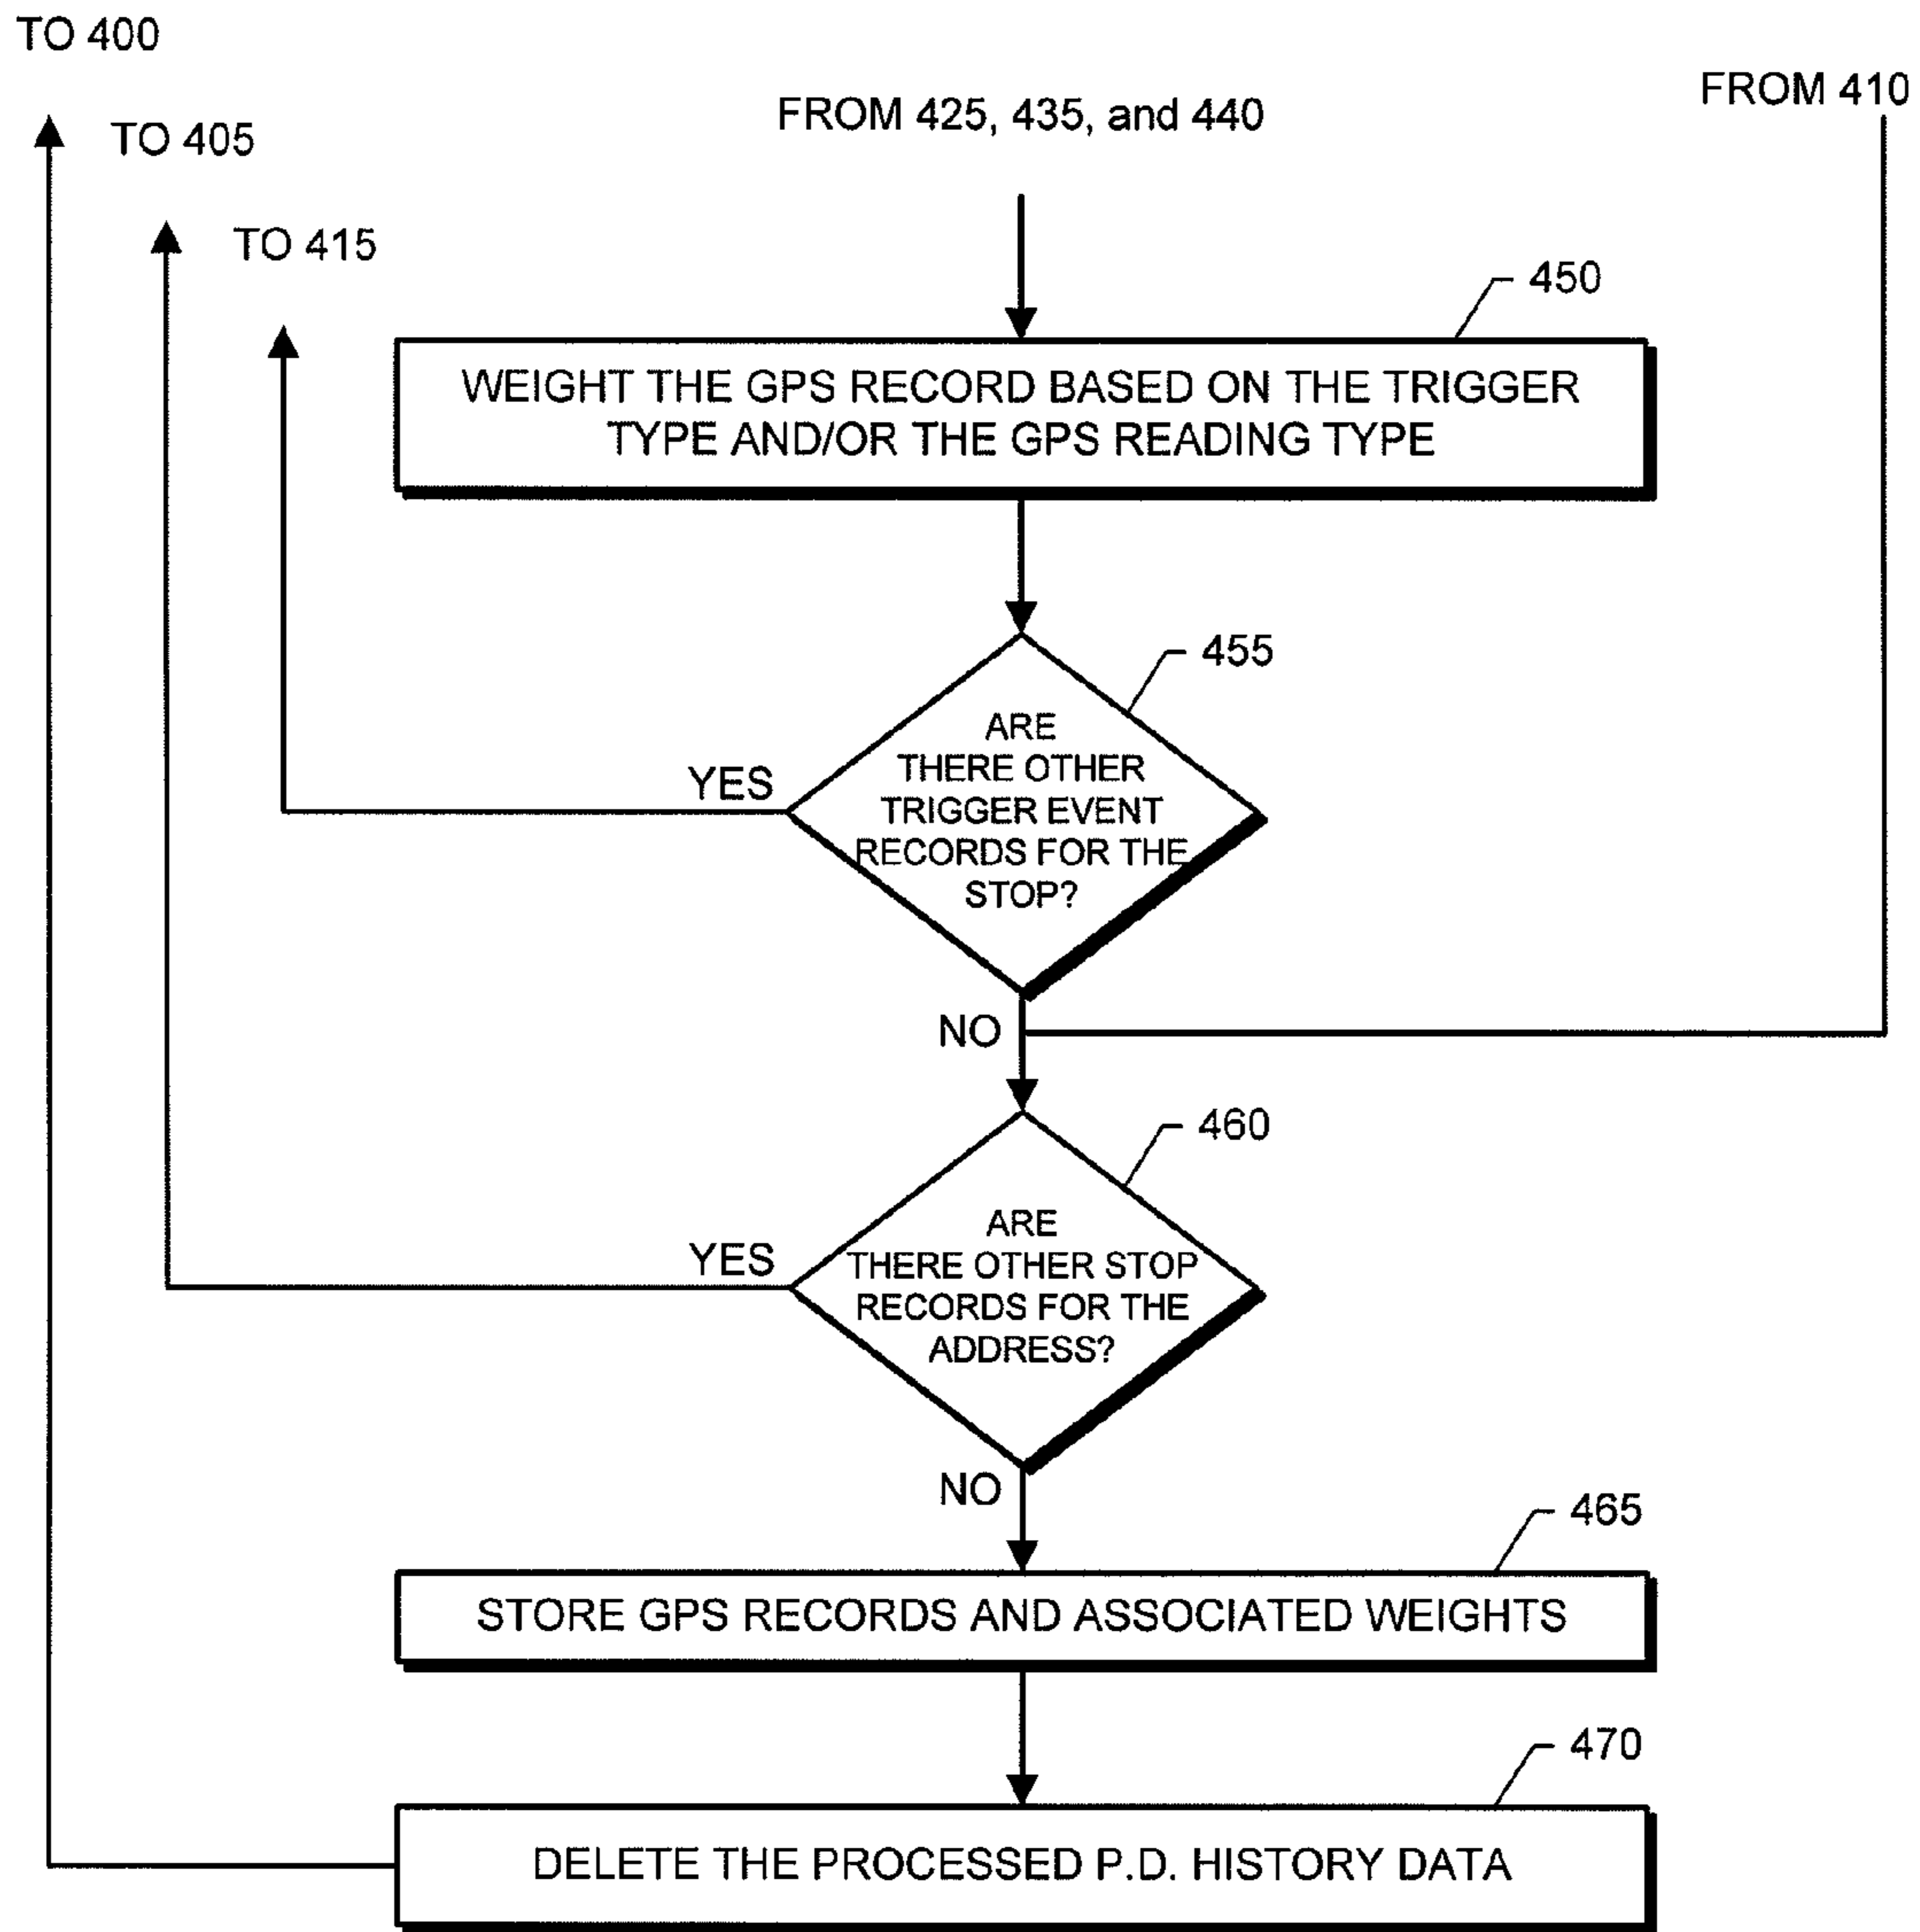 TO 400
FROM 410
FROM 425, 435, and 440
TO 405
TO 415
450
WEIGHT THE GPS RECORD BASED ON THE TRIGGER
TYPE AND/OR THE GPS READING TYPE
455
ARE
THERE OTHER
TRIGGER EVENT
RECORDS FOR THE
STOP?
YES
NO
460
ARE
THERE OTHER STOP
RECORDS FOR THE
ADDRESS?
YES
NO
465
STORE GPS RECORDS AND ASSOCIATED WEIGHTS
470
DELETE THE PROCESSED P.D. HISTORY DATA